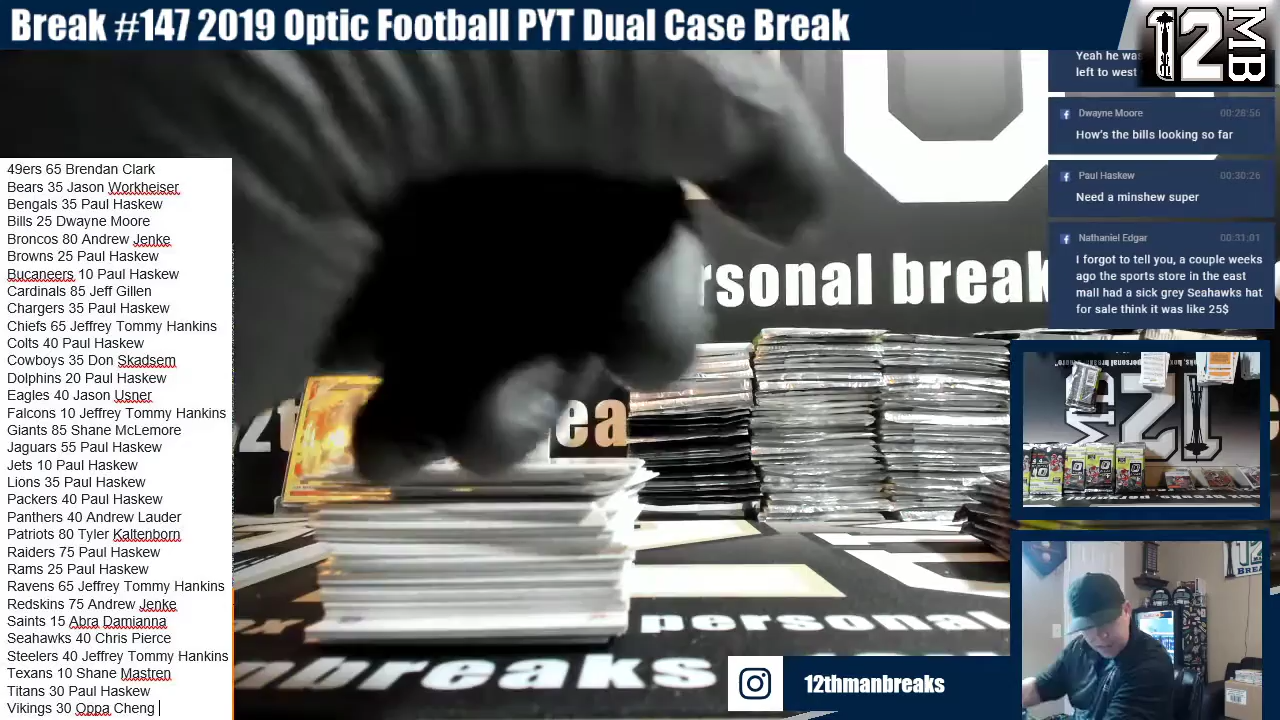 Break #147 2019 Optic Football PYT Dual Case Break
12
MB
Yeah he was
left to west
Dwayne Moore 00:28:56
How's the bills looking so far
Paul Haskew 00:30:26
Need a minshew super
Nathaniel Edgar 00:31:01
I forgot to tell you, a couple weeks
ago the sports store in the east
mall had a sick grey Seahawks hat
for sale think it was like 25$
49ers 65 Brendan Clark
Bears 35 Jason Workheiser
Bengals 35 Paul Haskew
Bills 25 Dwayne Moore
Broncos 80 Andrew Jenke
Browns 25 Paul Haskew
Bucaneers 10 Paul Haskew
Cardinals 85 Jeff Gillen
Chargers 35 Paul Haskew
Chiefs 65 Jeffrey Tommy Hankins
Colts 40 Paul Haskew
Cowboys 35 Don Skadsem
Dolphins 20 Paul Haskew
Eagles 40 Jason Usner
Falcons 10 Jeffrey Tommy Hankins
Giants 85 Shane McLemore
Jaguars 55 Paul Haskew
Jets 10 Paul Haskew
Lions 35 Paul Haskew
Packers 40 Paul Haskew
Panthers 40 Andrew Lauder
Patriots 80 Tyler Kaltenborn
Raiders 75 Paul Haskew
Rams 25 Paul Haskew
Ravens 65 Jeffrey Tommy Hankins
Redskins 75 Andrew Jenke
Saints 15 Abra Damianna
Seahawks 40 Chris Pierce
Steelers 40 Jeffrey Tommy Hankins
Texans 10 Shane Mastren
Titans 30 Paul Haskew
Vikings 30 Oppa Cheng
rsonal break
2t
ea
ex
personal
nbreaks
12thmanbreaks
12
BREA